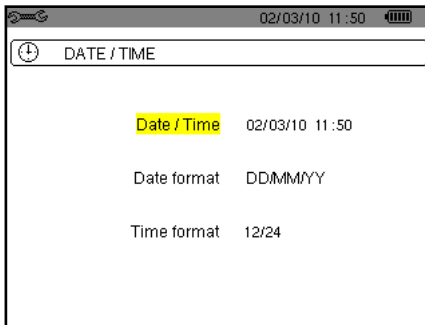 02/03/10 11:50
DATE / TIME
Date / Time 02/03/10 11:50
Date format DD/MM/YY
Time format 12/24